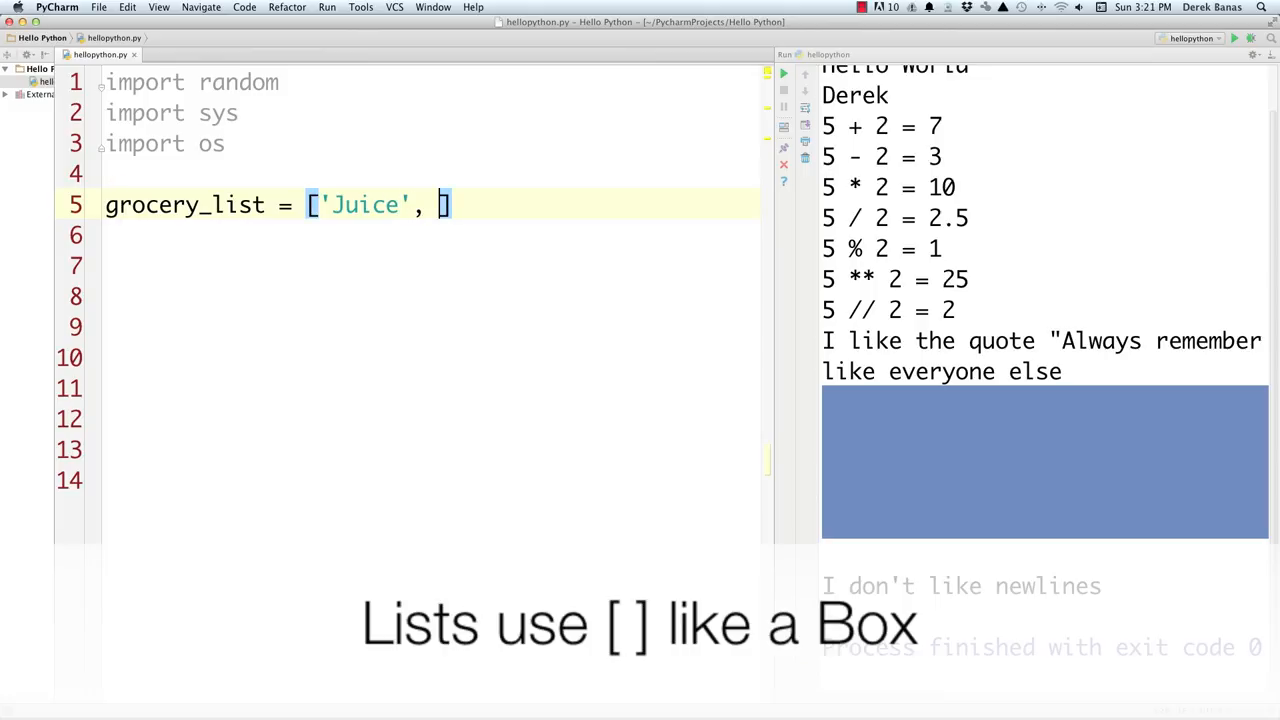 PyCharm File Edit View Navigate Code Refactor Run Tools VCS Window Help 10 Sun 3:21 PM Derek Banas
hellopython.py – Hello Python – [~/PycharmProjects/Hello Python]
Hello Python hellopython.py hellopython
hellopython.py Run hellopython
Hello P
hell
Externa
1 import random
2 import sys
3 import os
4
5 grocery_list = ['Juice', ]
6
7
8
9
10
11
12
13
14
Hello World
Derek
5 + 2 = 7
5 - 2 = 3
5 * 2 = 10
5 / 2 = 2.5
5 % 2 = 1
5 ** 2 = 25
5 // 2 = 2
I like the quote "Always remember
like everyone else
I don't like newlines
Process finished with exit code 0
Lists use [ ] like a Box